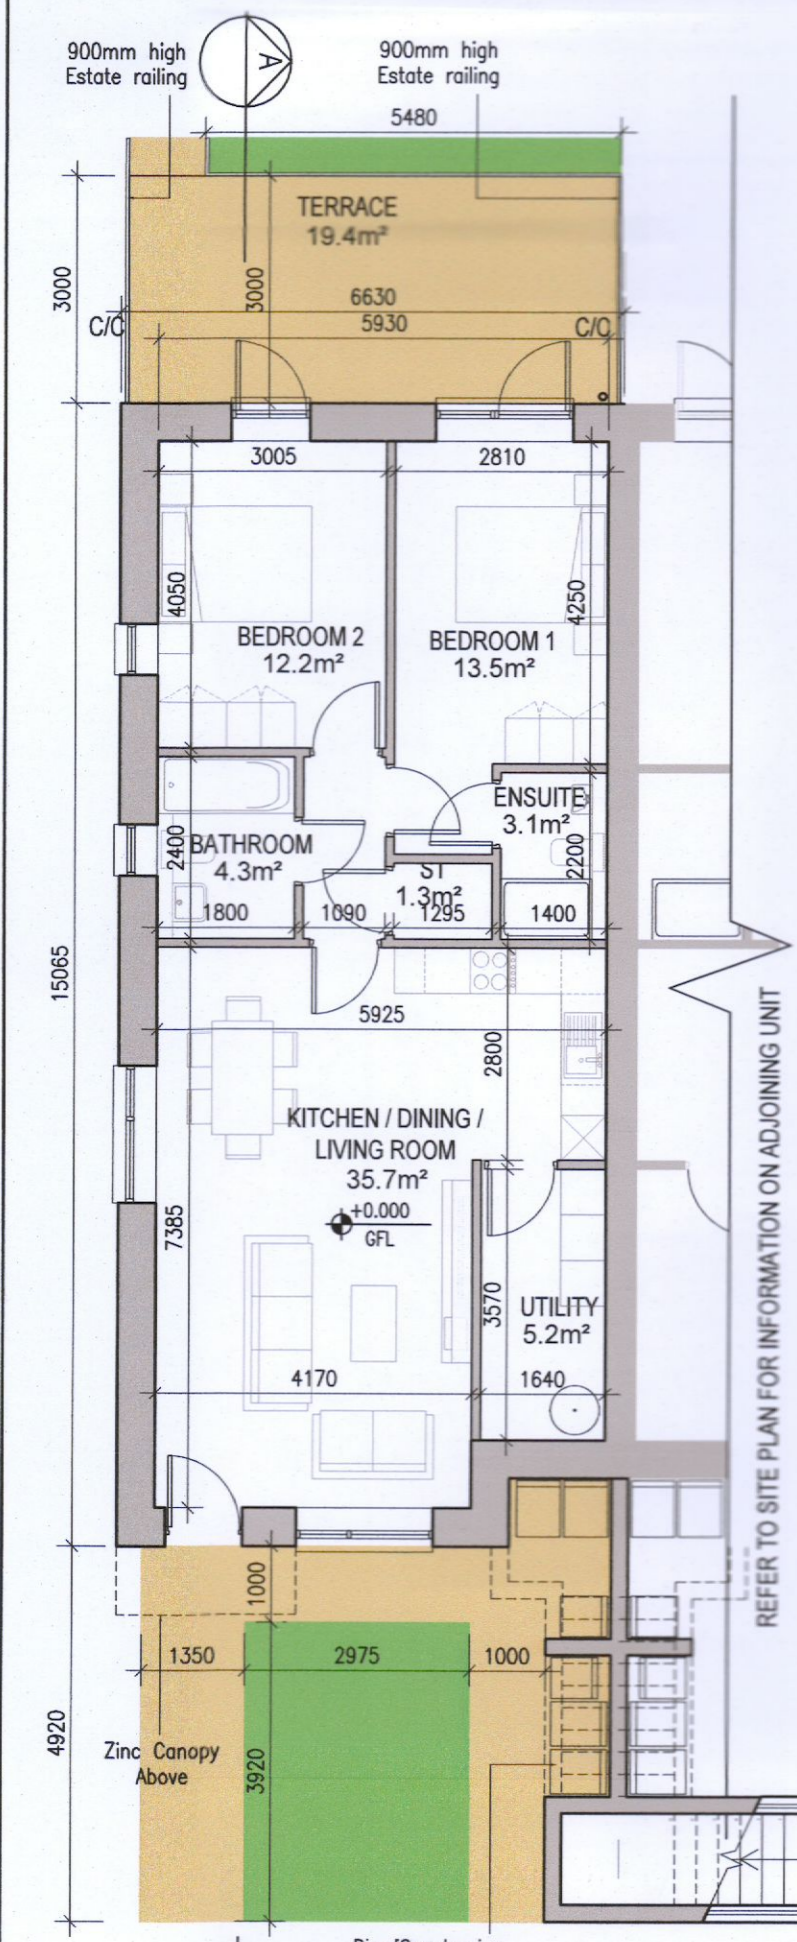 900mm high
Estate railing
A
900mm high
Estate railing
5480
TERRACE
19.4m²
3000
3000
6630
C/C
5930
C/C
3005
2810
4050
4250
BEDROOM 2
12.2m²
BEDROOM 1
13.5m²
ENSUITE
3.1m²
2400
BATHROOM
4.3m²
2200
ST
1.3m²
1800
1090
1295
1400
15065
5925
2800
KITCHEN / DINING /
LIVING ROOM
35.7m²
+0.000
GFL
7385
3570
UTILITY
5.2m²
4170
1640
REFER TO SITE PLAN FOR INFORMATION ON ADJOINING UNIT
1000
1350
2975
1000
4920
Zinc Canopy
Above
3920